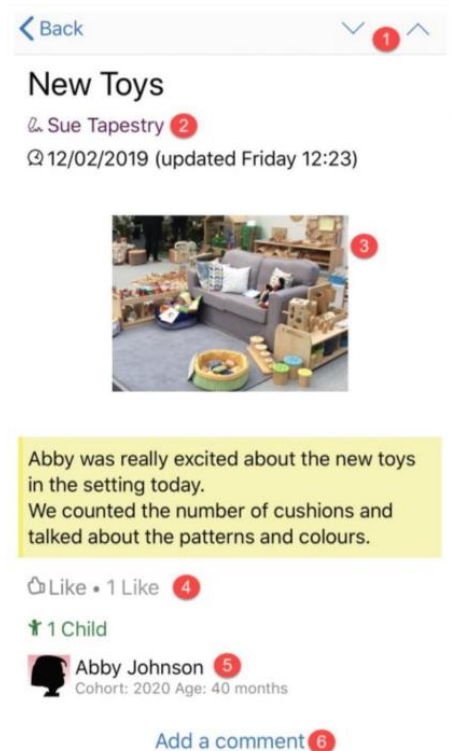 Back 1
New Toys
Sue Tapestry 2
12/02/2019 (updated Friday 12:23)
3
Abby was really excited about the new toys
in the setting today.
We counted the number of cushions and
talked about the patterns and colours.
Like • 1 Like 4
1 Child
Abby Johnson 5
Cohort: 2020 Age: 40 months
Add a comment 6